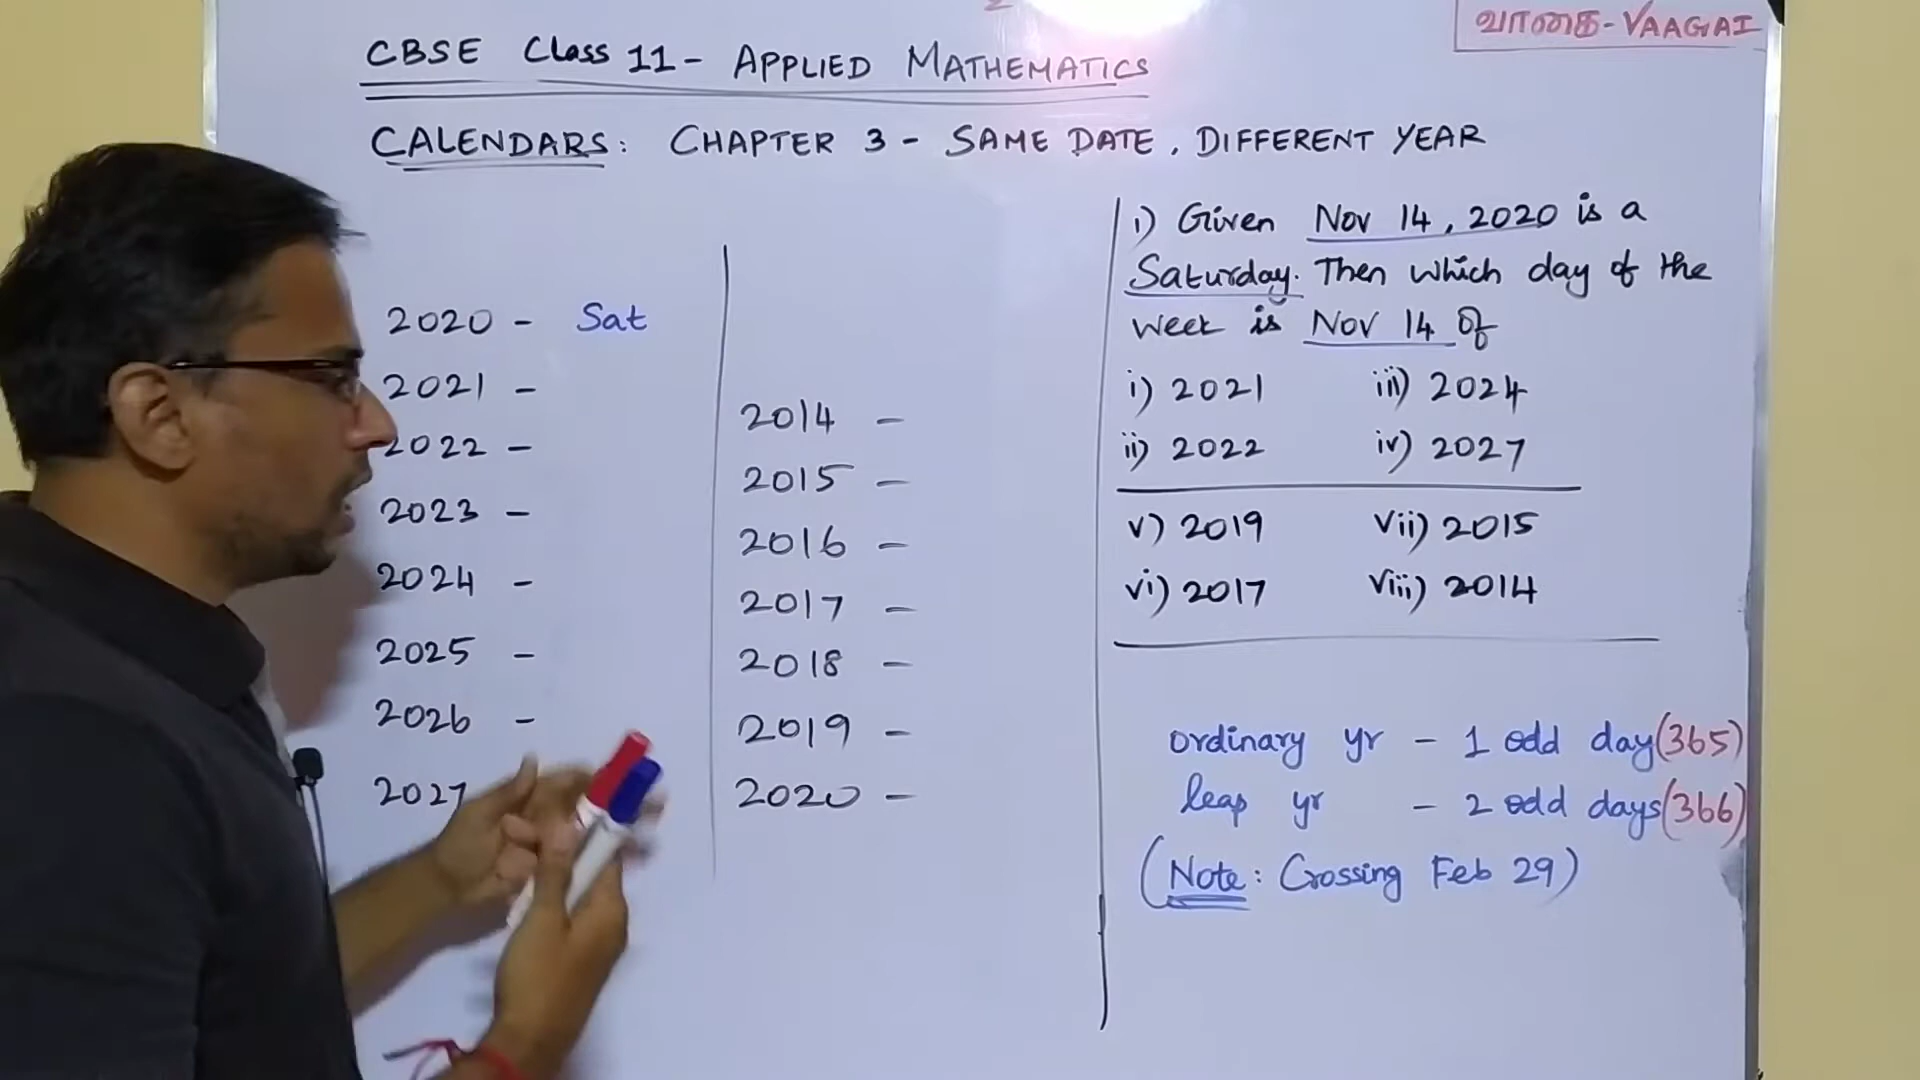 வாகை-VAAGAI
CBSE Class 11 - APPLIED MATHEMATICS
CALENDARS: CHAPTER 3 - SAME DATE, DIFFERENT YEAR
2020 - Sat
2021 -
2022 -
2023 -
2024 -
2025 -
2026 -
2027
2014 -
2015 -
2016 -
2017 -
2018 -
2019 -
2020 -
1) Given Nov 14, 2020 is a
Saturday. Then which day of the
week is Nov 14 of
i) 2021 iii) 2024
ii) 2022 iv) 2027
v) 2019 vii) 2015
vi) 2017 viii) 2014
ordinary yr - 1 odd day (365)
leap yr - 2 odd days (366)
(Note: Crossing Feb 29)